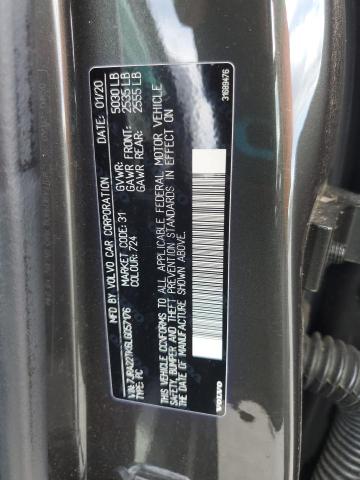 MFD BY VOLVO CAR CORPORATION DATE: 01/20
MARKET CODE: 31 GVWR: 5030 LB
COLOUR: 724 GAWR FRONT: 2535 LB
GAWR REAR: 2555 LB
TYPE: PC
THIS VEHICLE CONFORMS TO ALL APPLICABLE FEDERAL MOTOR VEHICLE
SAFETY, BUMPER AND THEFT PREVENTION STANDARDS IN EFFECT ON
THE DATE OF MANUFACTURE SHOWN ABOVE.
VOLVO
31689476